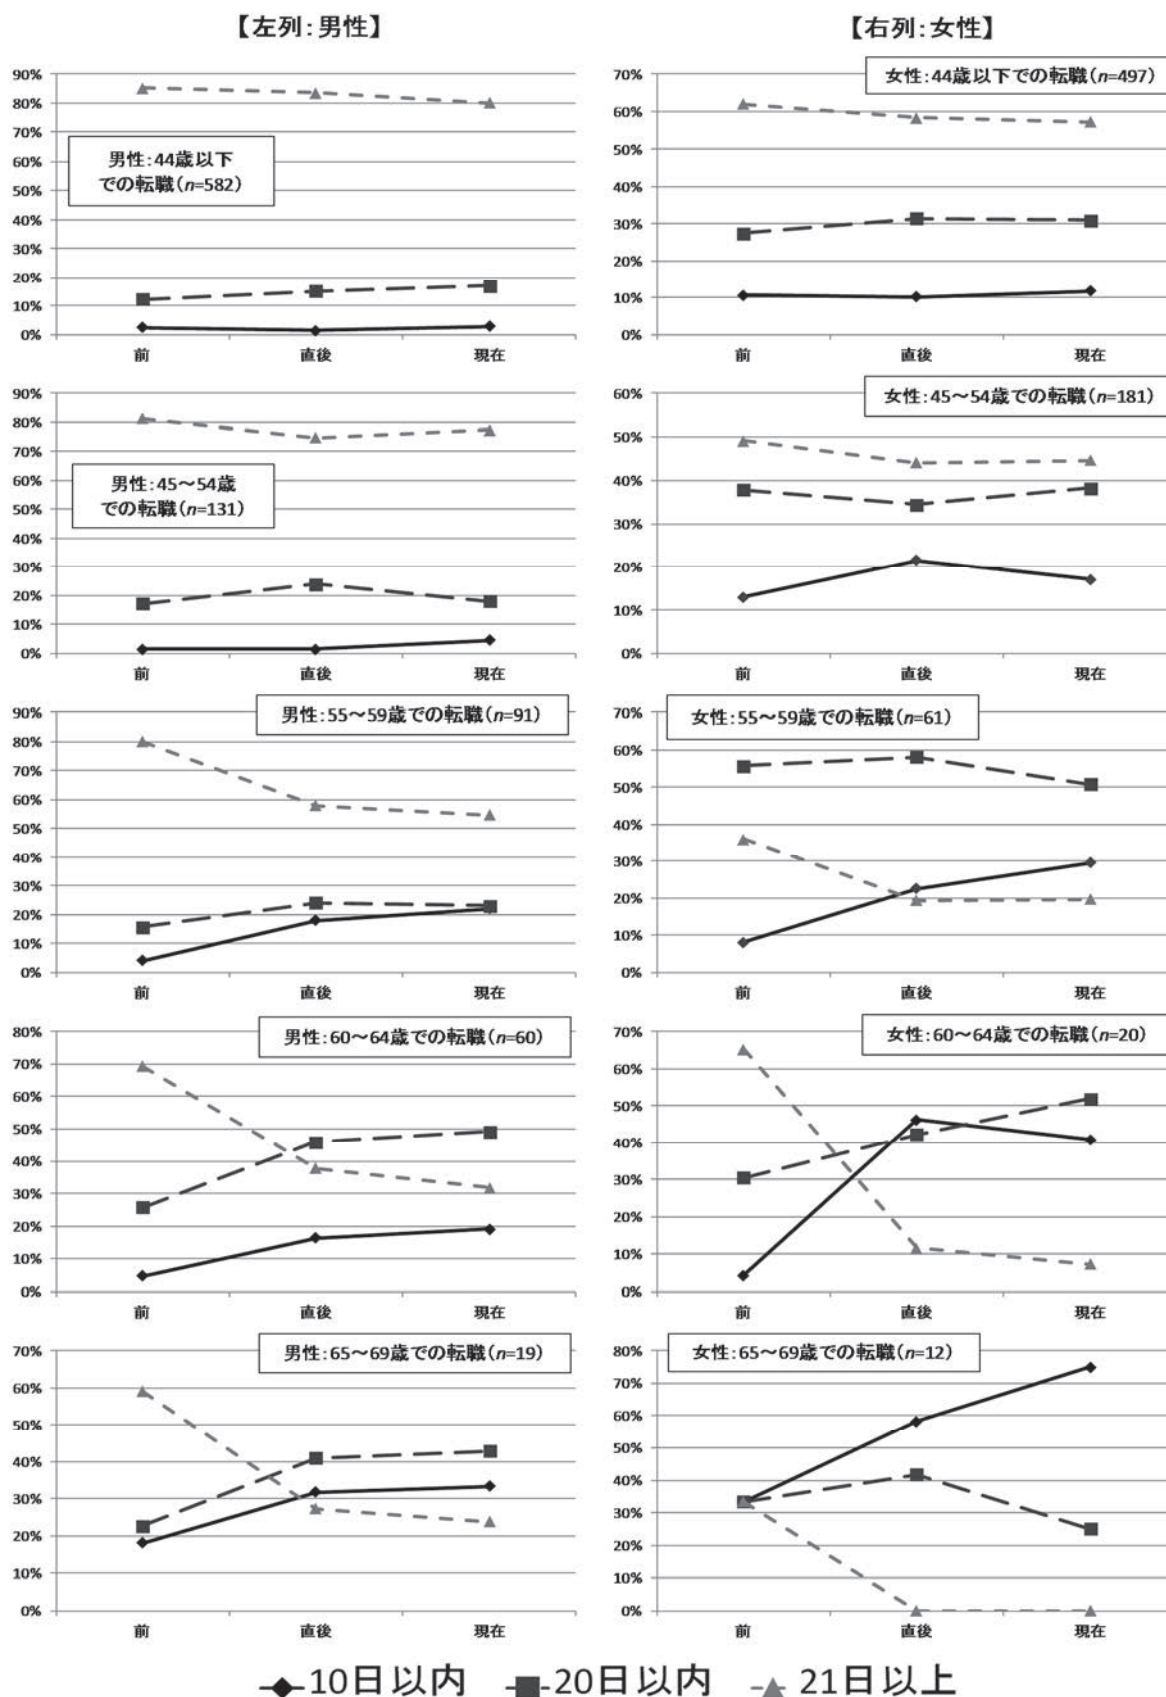 【左列:男性】
【右列:女性】
90%
80%
70%
60%
50%
40%
30%
20%
10%
0%
男性:44歳以下
での転職(n=582)
前
直後
現在
女性:44歳以下での転職(n=497)
70%
60%
50%
40%
30%
20%
10%
0%
前
直後
現在
90%
80%
70%
60%
50%
40%
30%
20%
10%
0%
男性:45～54歳
での転職(n=131)
前
直後
現在
女性:45～54歳での転職(n=181)
60%
50%
40%
30%
20%
10%
0%
前
直後
現在
男性:55～59歳での転職(n=91)
90%
80%
70%
60%
50%
40%
30%
20%
10%
0%
前
直後
現在
女性:55～59歳での転職(n=61)
70%
60%
50%
40%
30%
20%
10%
0%
前
直後
現在
男性:60～64歳での転職(n=60)
80%
70%
60%
50%
40%
30%
20%
10%
0%
前
直後
現在
女性:60～64歳での転職(n=20)
70%
60%
50%
40%
30%
20%
10%
0%
前
直後
現在
男性:65～69歳での転職(n=19)
70%
60%
50%
40%
30%
20%
10%
0%
前
直後
現在
女性:65～69歳での転職(n=12)
80%
70%
60%
50%
40%
30%
20%
10%
0%
前
直後
現在
10日以内 20日以内 21日以上